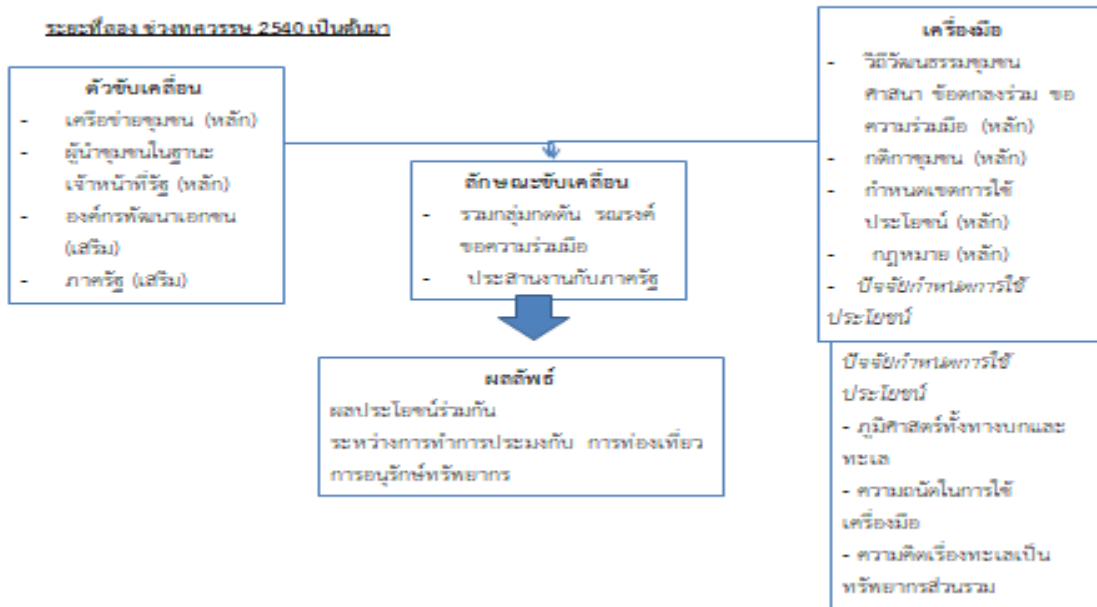 ระยะที่สอง ช่วงทศวรรษ 2540 เป็นต้นมา
ตัวขับเคลื่อน
- เครือข่ายชุมชน (หลัก)
- ผู้นำชุมชนในฐานะ
เจ้าหน้าที่รัฐ (หลัก)
- องค์กรพัฒนาเอกชน
(เสริม)
- ภาครัฐ (เสริม)
ลักษณะขับเคลื่อน
- รวมกลุ่มกดดัน รณรงค์
ขอความร่วมมือ
- ประสานงานกับภาครัฐ
เครื่องมือ
- วิถีวัฒนธรรมชุมชน
ศาสนา ข้อตกลงร่วม ขอ
ความร่วมมือ (หลัก)
- กติกาชุมชน (หลัก)
- กำหนดเขตการใช้
ประโยชน์ (หลัก)
- กฎหมาย (หลัก)
- ปัจจัยกำหนดการใช้
ประโยชน์
ปัจจัยกำหนดการใช้
ประโยชน์
- ภูมิศาสตร์ทั้งทางบกและ
ทะเล
- ความถนัดในการใช้
เครื่องมือ
- ความคิดเรื่องทะเลเป็น
ทรัพยากรส่วนรวม
ผลลัพธ์
ผลประโยชน์ร่วมกัน
ระหว่างการทำการประมงกับ การท่องเที่ยว
การอนุรักษ์ทรัพยากร